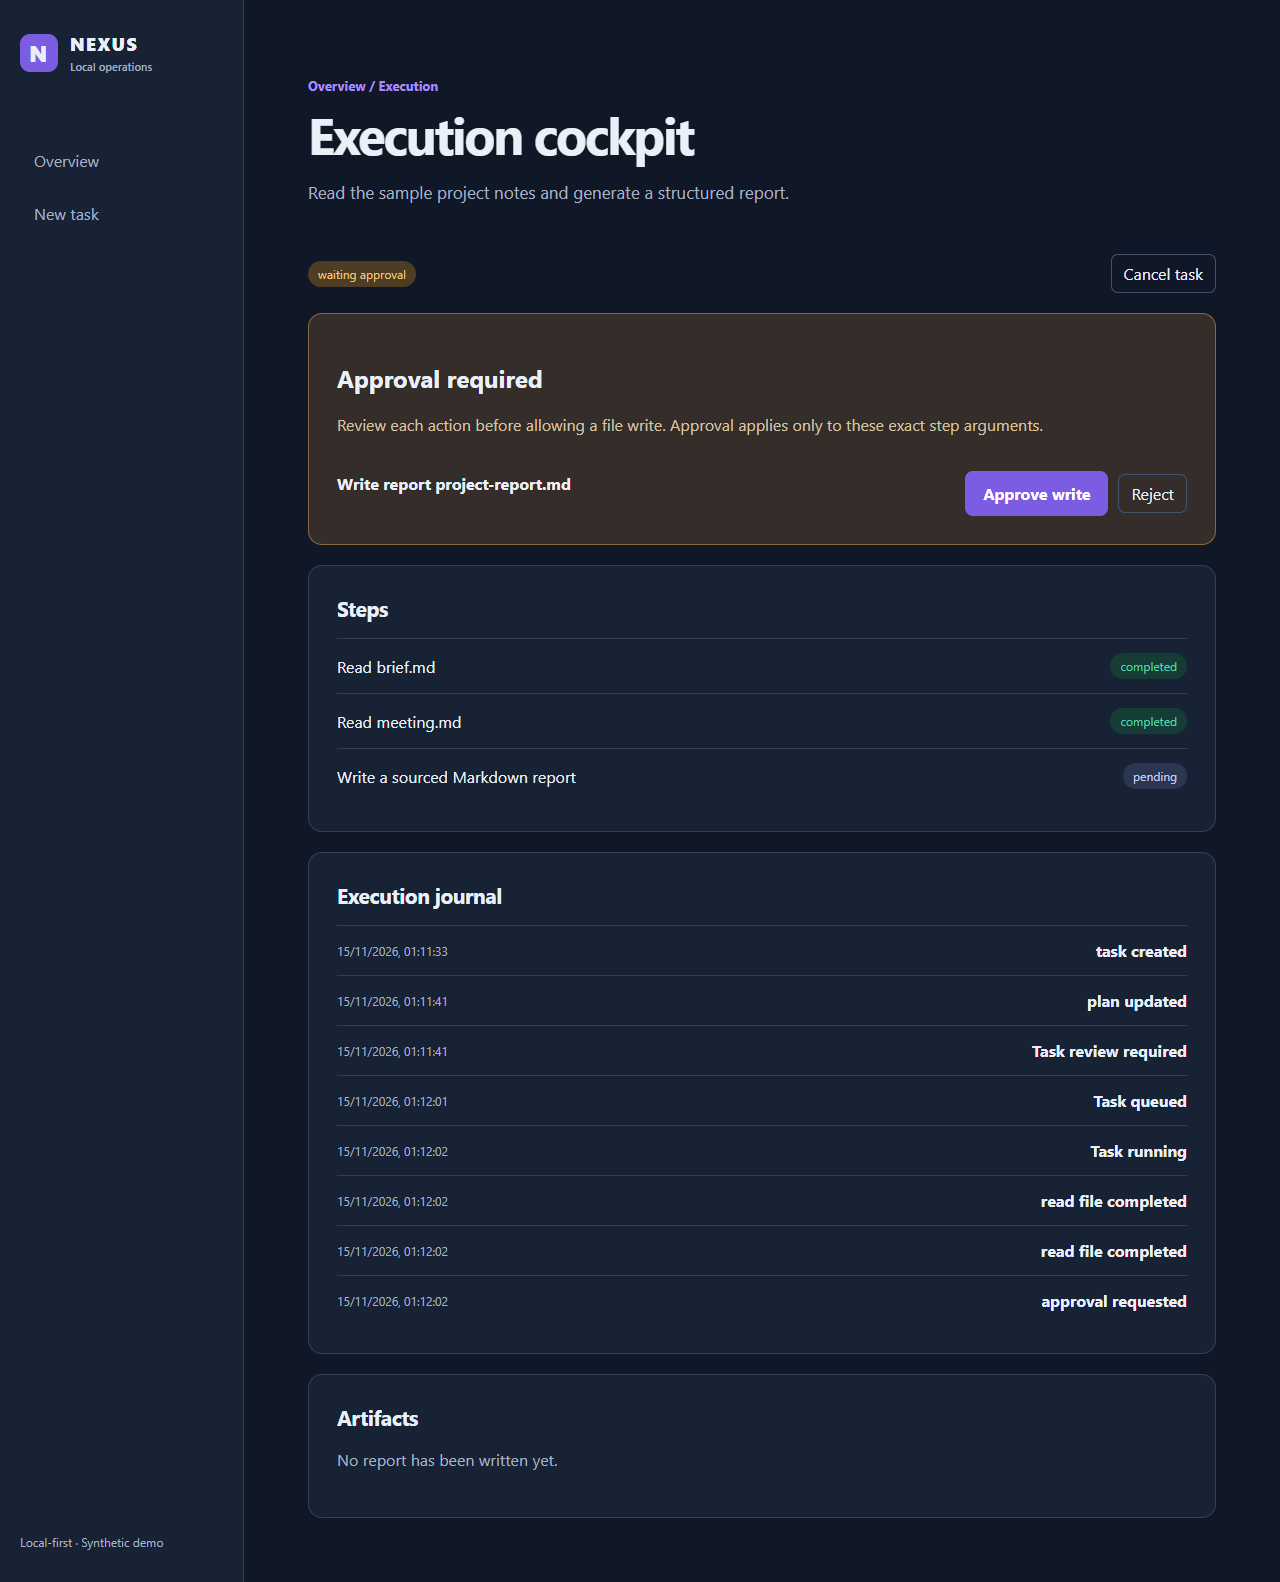 N
NEXUS
Local operations
Overview
New task
Local-first · Synthetic demo
Overview / Execution
Execution cockpit
Read the sample project notes and generate a structured report.
waiting approval
Cancel task
Approval required
Review each action before allowing a file write. Approval applies only to these exact step arguments.
Write report project-report.md
Approve write
Reject
Steps
Read brief.md
completed
Read meeting.md
completed
Write a sourced Markdown report
pending
Execution journal
15/11/2026, 01:11:33 task created
15/11/2026, 01:11:41 plan updated
15/11/2026, 01:11:41 Task review required
15/11/2026, 01:12:01 Task queued
15/11/2026, 01:12:02 Task running
15/11/2026, 01:12:02 read file completed
15/11/2026, 01:12:02 read file completed
15/11/2026, 01:12:02 approval requested
Artifacts
No report has been written yet.